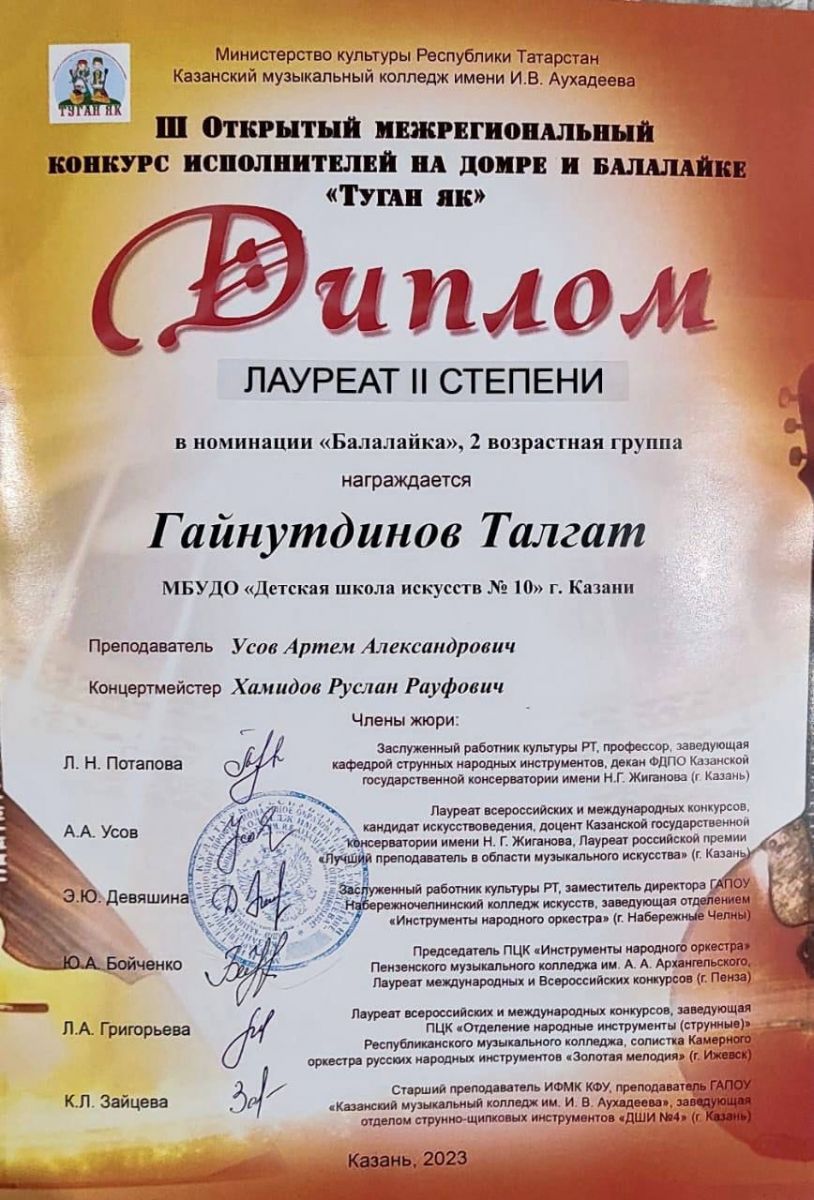 ТУГАН ЯК
Министерство культуры Республики Татарстан
Казанский музыкальный колледж имени И.В. Аухадеева
III Открытый межрегиональный
конкурс исполнителей на домре и балалайке
«Туган як»
Диплом
ЛАУРЕАТ II СТЕПЕНИ
в номинации «Балалайка», 2 возрастная группа
награждается
Гайнутдинов Талгат
МБУДО «Детская школа искусств № 10» г. Казани
Преподаватель Усов Артем Александрович
Концертмейстер Хамидов Руслан Рауфович
Члены жюри:
Л. Н. Потапова
Заслуженный работник культуры РТ, профессор, заведующая
кафедрой струнных народных инструментов, декан ФДПО Казанской
государственной консерватории имени Н.Г. Жиганова (г. Казань)
А.А. Усов
Лауреат всероссийских и международных конкурсов,
кандидат искусствоведения, доцент Казанской государственной
консерватории имени Н. Г. Жиганова, Лауреат российской премии
«Лучший преподаватель в области музыкального искусства» (г. Казань)
Э.Ю. Девяшина
Заслуженный работник культуры РТ, заместитель директора ГАПОУ
Набережночелнинский колледж искусств, заведующая отделением
«Инструменты народного оркестра» (г. Набережные Челны)
Ю.А. Бойченко
Председатель ПЦК «Инструменты народного оркестра»
Пензенского музыкального колледжа им. А. А. Архангельского,
Лауреат международных и Всероссийских конкурсов (г. Пенза)
Л.А. Григорьева
Лауреат всероссийских и международных конкурсов, заведующая
ПЦК «Отделение народные инструменты (струнные)»
Республиканского музыкального колледжа, солистка Камерного
оркестра русских народных инструментов «Золотая мелодия» (г. Ижевск)
К.Л. Зайцева
Старший преподаватель ИФМК КФУ, преподаватель ГАПОУ
«Казанский музыкальный колледж им. И. В. Аухадеева», заведующая
отделом струнно-щипковых инструментов «ДШИ №4» (г. Казань)
Казань, 2023